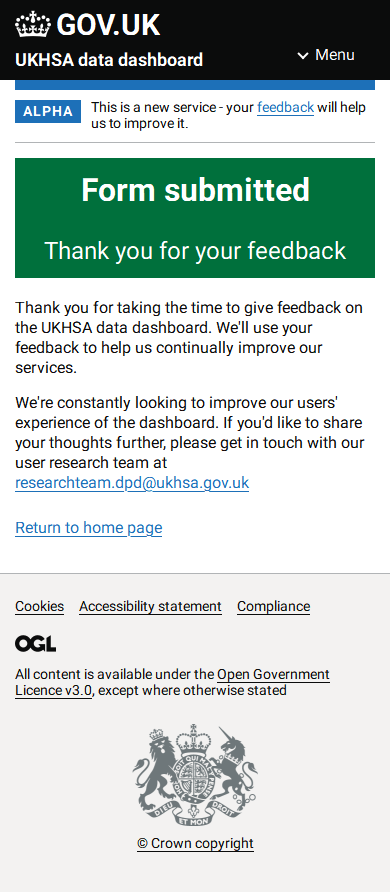 GOV.UK
UKHSA data dashboard
Menu
ALPHA
This is a new service - your feedback will help
us to improve it.
Form submitted
Thank you for your feedback
Thank you for taking the time to give feedback on
the UKHSA data dashboard. We'll use your
feedback to help us continually improve our
services.
We're constantly looking to improve our users'
experience of the dashboard. If you'd like to share
your thoughts further, please get in touch with our
user research team at
researchteam.dpd@ukhsa.gov.uk
Return to home page
Cookies Accessibility statement Compliance
OGL
All content is available under the Open Government
Licence v3.0, except where otherwise stated
DIEU ET MON DROIT
© Crown copyright